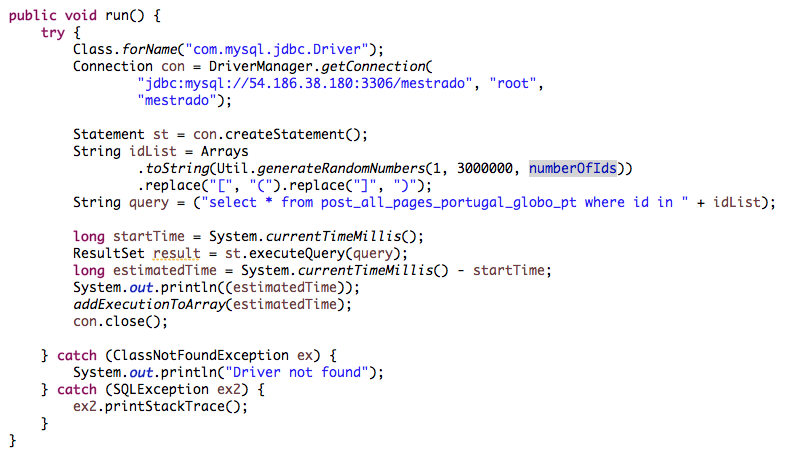 public void run() {
    try {
        Class.forName("com.mysql.jdbc.Driver");
        Connection con = DriverManager.getConnection(
                "jdbc:mysql://54.186.38.180:3306/mestrado", "root",
                "mestrado");

        Statement st = con.createStatement();
        String idList = Arrays
                .toString(Util.generateRandomNumbers(1, 3000000, numberOfIds))
                .replace("[", "(").replace("]", ")");
        String query = ("select * from post_all_pages_portugal_globo_pt where id in " + idList);

        long startTime = System.currentTimeMillis();
        ResultSet result = st.executeQuery(query);
        long estimatedTime = System.currentTimeMillis() - startTime;
        System.out.println((estimatedTime));
        addExecutionToArray(estimatedTime);
        con.close();

    } catch (ClassNotFoundException ex) {
        System.out.println("Driver not found");
    } catch (SQLException ex2) {
        ex2.printStackTrace();
    }
}